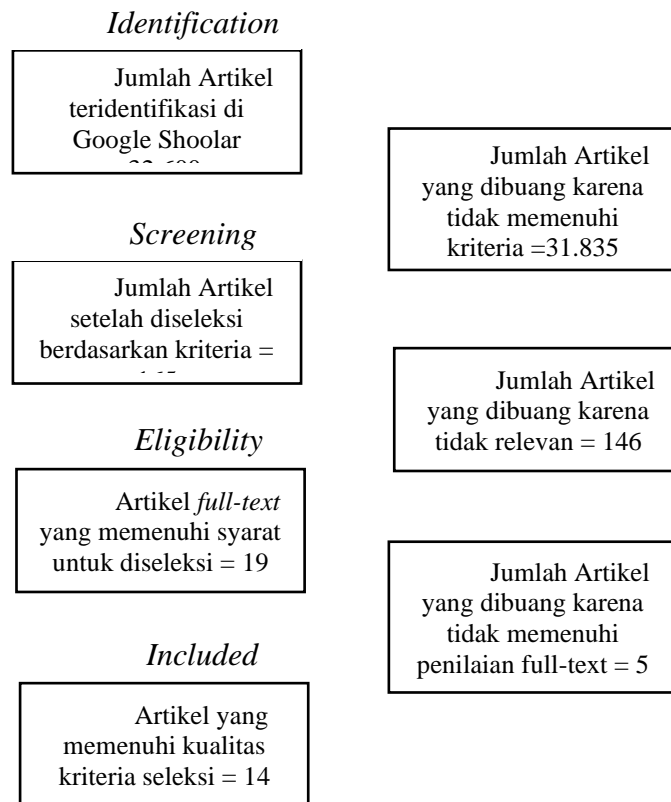 Identification
Jumlah Artikel
teridentifikasi di
Google Shoolar
Jumlah Artikel
yang dibuang karena
tidak memenuhi
kriteria =31.835
Screening
Jumlah Artikel
setelah diseleksi
berdasarkan kriteria =
Jumlah Artikel
yang dibuang karena
tidak relevan = 146
Eligibility
Artikel full-text
yang memenuhi syarat
untuk diseleksi = 19
Jumlah Artikel
yang dibuang karena
tidak memenuhi
penilaian full-text = 5
Included
Artikel yang
memenuhi kualitas
kriteria seleksi = 14